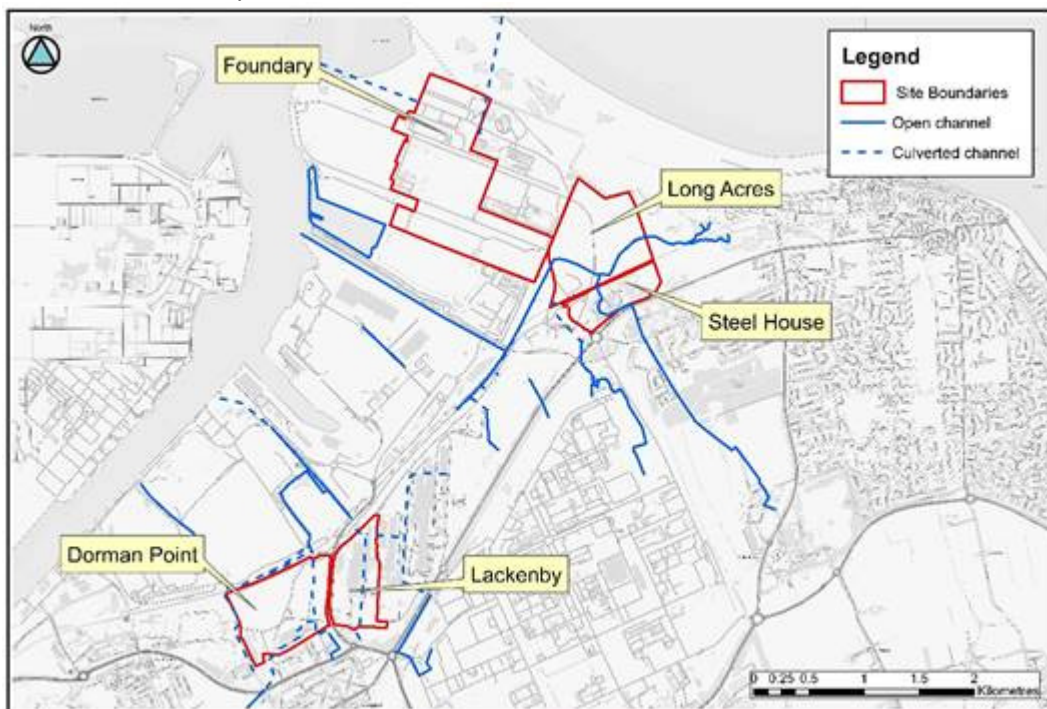 North
Foundary
Legend
Site Boundaries
Open channel
Culverted channel
Long Acres
Steel House
Dorman Point
Lackenby
0 0.25 0.5 1 1.5 2
Kilometres